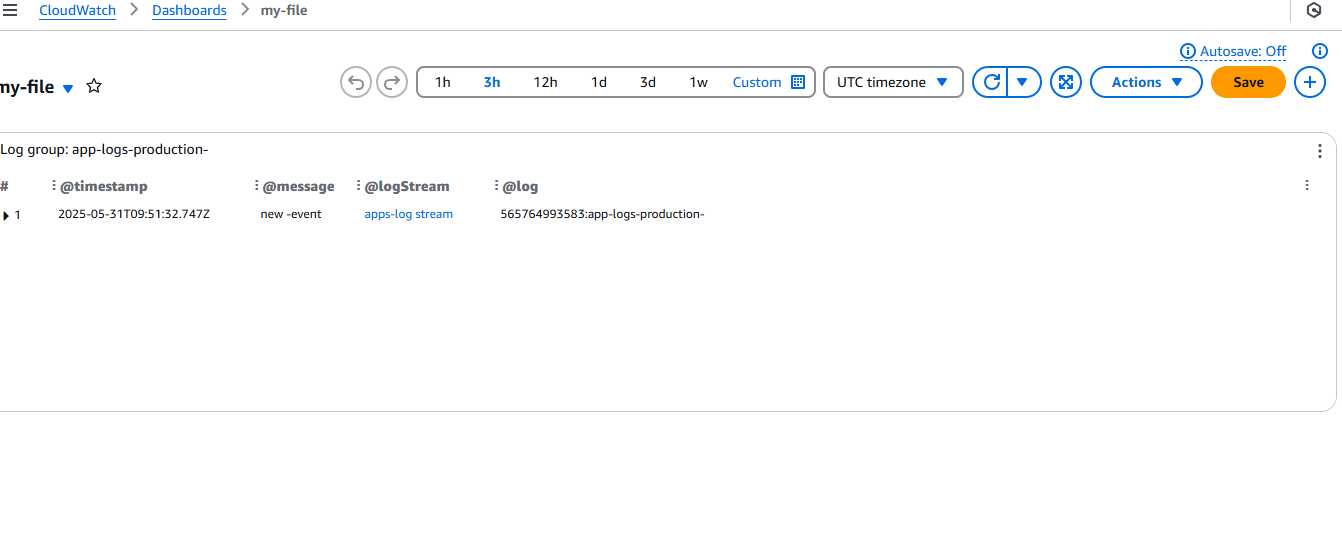 CloudWatch > Dashboards > my-file
Autosave: Off
my-file
1h 3h 12h 1d 3d 1w Custom UTC timezone Actions Save
Log group: app-logs-production-
# @timestamp @message @logStream @log
1 2025-05-31T09:51:32.747Z new -event apps-log stream 565764993583:app-logs-production-